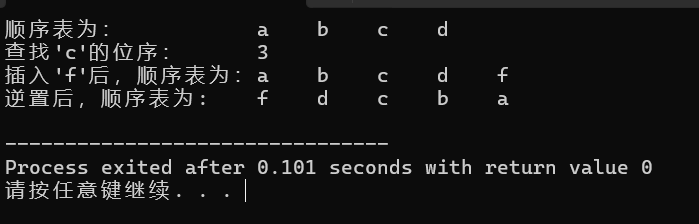 顺序表为：	a	b	c	d
查找'c'的位序：	3
插入'f'后，顺序表为：a	b	c	d	f
逆置后，顺序表为：	f	d	c	b	a
--------------------------------
Process exited after 0.101 seconds with return value 0
请按任意键继续. . .